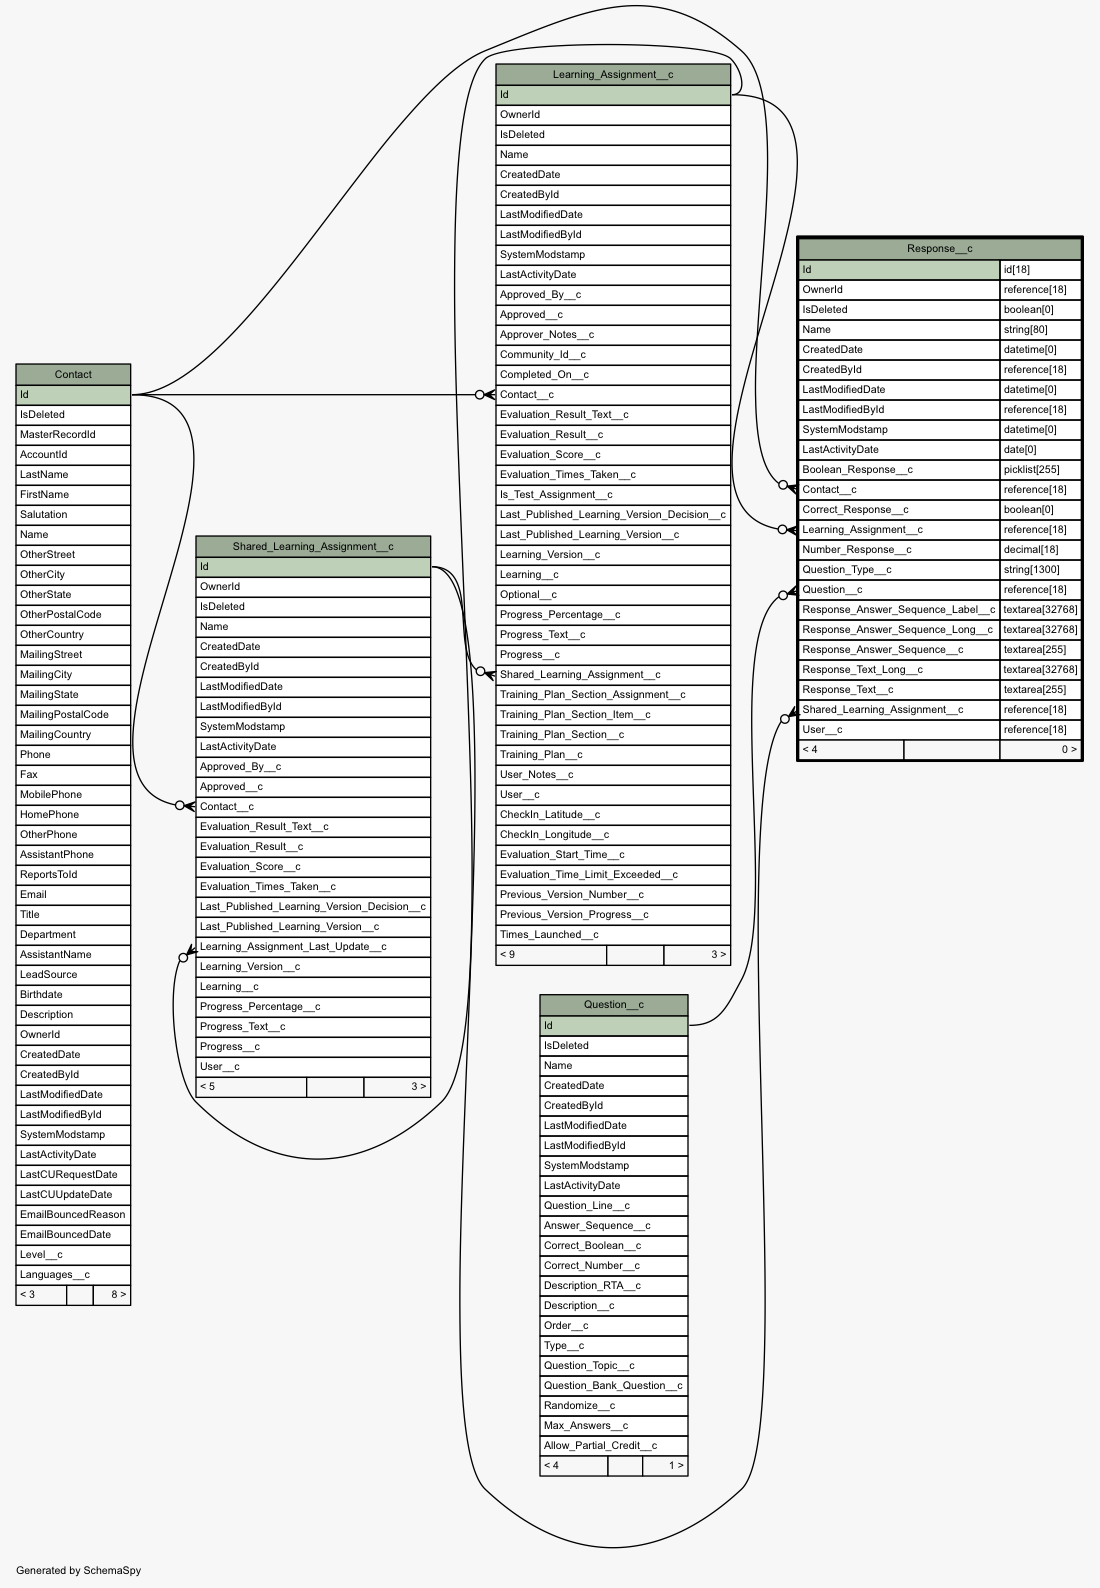 Learning_Assignment__c
Id
OwnerId
IsDeleted
Name
CreatedDate
CreatedById
LastModifiedDate
LastModifiedById
SystemModstamp
LastActivityDate
Approved_By__c
Approved__c
Approver_Notes__c
Community_Id__c
Completed_On__c
Contact__c
Evaluation_Result_Text__c
Evaluation_Result__c
Evaluation_Score__c
Evaluation_Times_Taken__c
Is_Test_Assignment__c
Last_Published_Learning_Version_Decision__c
Last_Published_Learning_Version__c
Learning_Version__c
Learning__c
Optional__c
Progress_Percentage__c
Progress_Text__c
Progress__c
Shared_Learning_Assignment__c
Training_Plan_Section_Assignment__c
Training_Plan_Section_Item__c
Training_Plan_Section__c
Training_Plan__c
User_Notes__c
User__c
CheckIn_Latitude__c
CheckIn_Longitude__c
Evaluation_Start_Time__c
Evaluation_Time_Limit_Exceeded__c
Previous_Version_Number__c
Previous_Version_Progress__c
Times_Launched__c
< 9 3 >
Response__c
Id id[18]
OwnerId reference[18]
IsDeleted boolean[0]
Name string[80]
CreatedDate datetime[0]
CreatedById reference[18]
LastModifiedDate datetime[0]
LastModifiedById reference[18]
SystemModstamp datetime[0]
LastActivityDate date[0]
Boolean_Response__c picklist[255]
Contact__c reference[18]
Correct_Response__c boolean[0]
Learning_Assignment__c reference[18]
Number_Response__c decimal[18]
Question_Type__c string[1300]
Question__c reference[18]
Response_Answer_Sequence_Label__c textarea[32768]
Response_Answer_Sequence_Long__c textarea[32768]
Response_Answer_Sequence__c textarea[255]
Response_Text_Long__c textarea[32768]
Response_Text__c textarea[255]
Shared_Learning_Assignment__c reference[18]
User__c reference[18]
< 4 0 >
Contact
Id
IsDeleted
MasterRecordId
AccountId
LastName
FirstName
Salutation
Name
OtherStreet
OtherCity
OtherState
OtherPostalCode
OtherCountry
MailingStreet
MailingCity
MailingState
MailingPostalCode
MailingCountry
Phone
Fax
MobilePhone
HomePhone
OtherPhone
AssistantPhone
ReportsToId
Email
Title
Department
AssistantName
LeadSource
Birthdate
Description
OwnerId
CreatedDate
CreatedById
LastModifiedDate
LastModifiedById
SystemModstamp
LastActivityDate
LastCURequestDate
LastCUUpdateDate
EmailBouncedReason
EmailBouncedDate
Level__c
Languages__c
< 3 8 >
Shared_Learning_Assignment__c
Id
OwnerId
IsDeleted
Name
CreatedDate
CreatedById
LastModifiedDate
LastModifiedById
SystemModstamp
LastActivityDate
Approved_By__c
Approved__c
Contact__c
Evaluation_Result_Text__c
Evaluation_Result__c
Evaluation_Score__c
Evaluation_Times_Taken__c
Last_Published_Learning_Version_Decision__c
Last_Published_Learning_Version__c
Learning_Assignment_Last_Update__c
Learning_Version__c
Learning__c
Progress_Percentage__c
Progress_Text__c
Progress__c
User__c
< 5 3 >
Question__c
Id
IsDeleted
Name
CreatedDate
CreatedById
LastModifiedDate
LastModifiedById
SystemModstamp
LastActivityDate
Question_Line__c
Answer_Sequence__c
Correct_Boolean__c
Correct_Number__c
Description_RTA__c
Description__c
Order__c
Type__c
Question_Topic__c
Question_Bank_Question__c
Randomize__c
Max_Answers__c
Allow_Partial_Credit__c
< 4 1 >
Generated by SchemaSpy